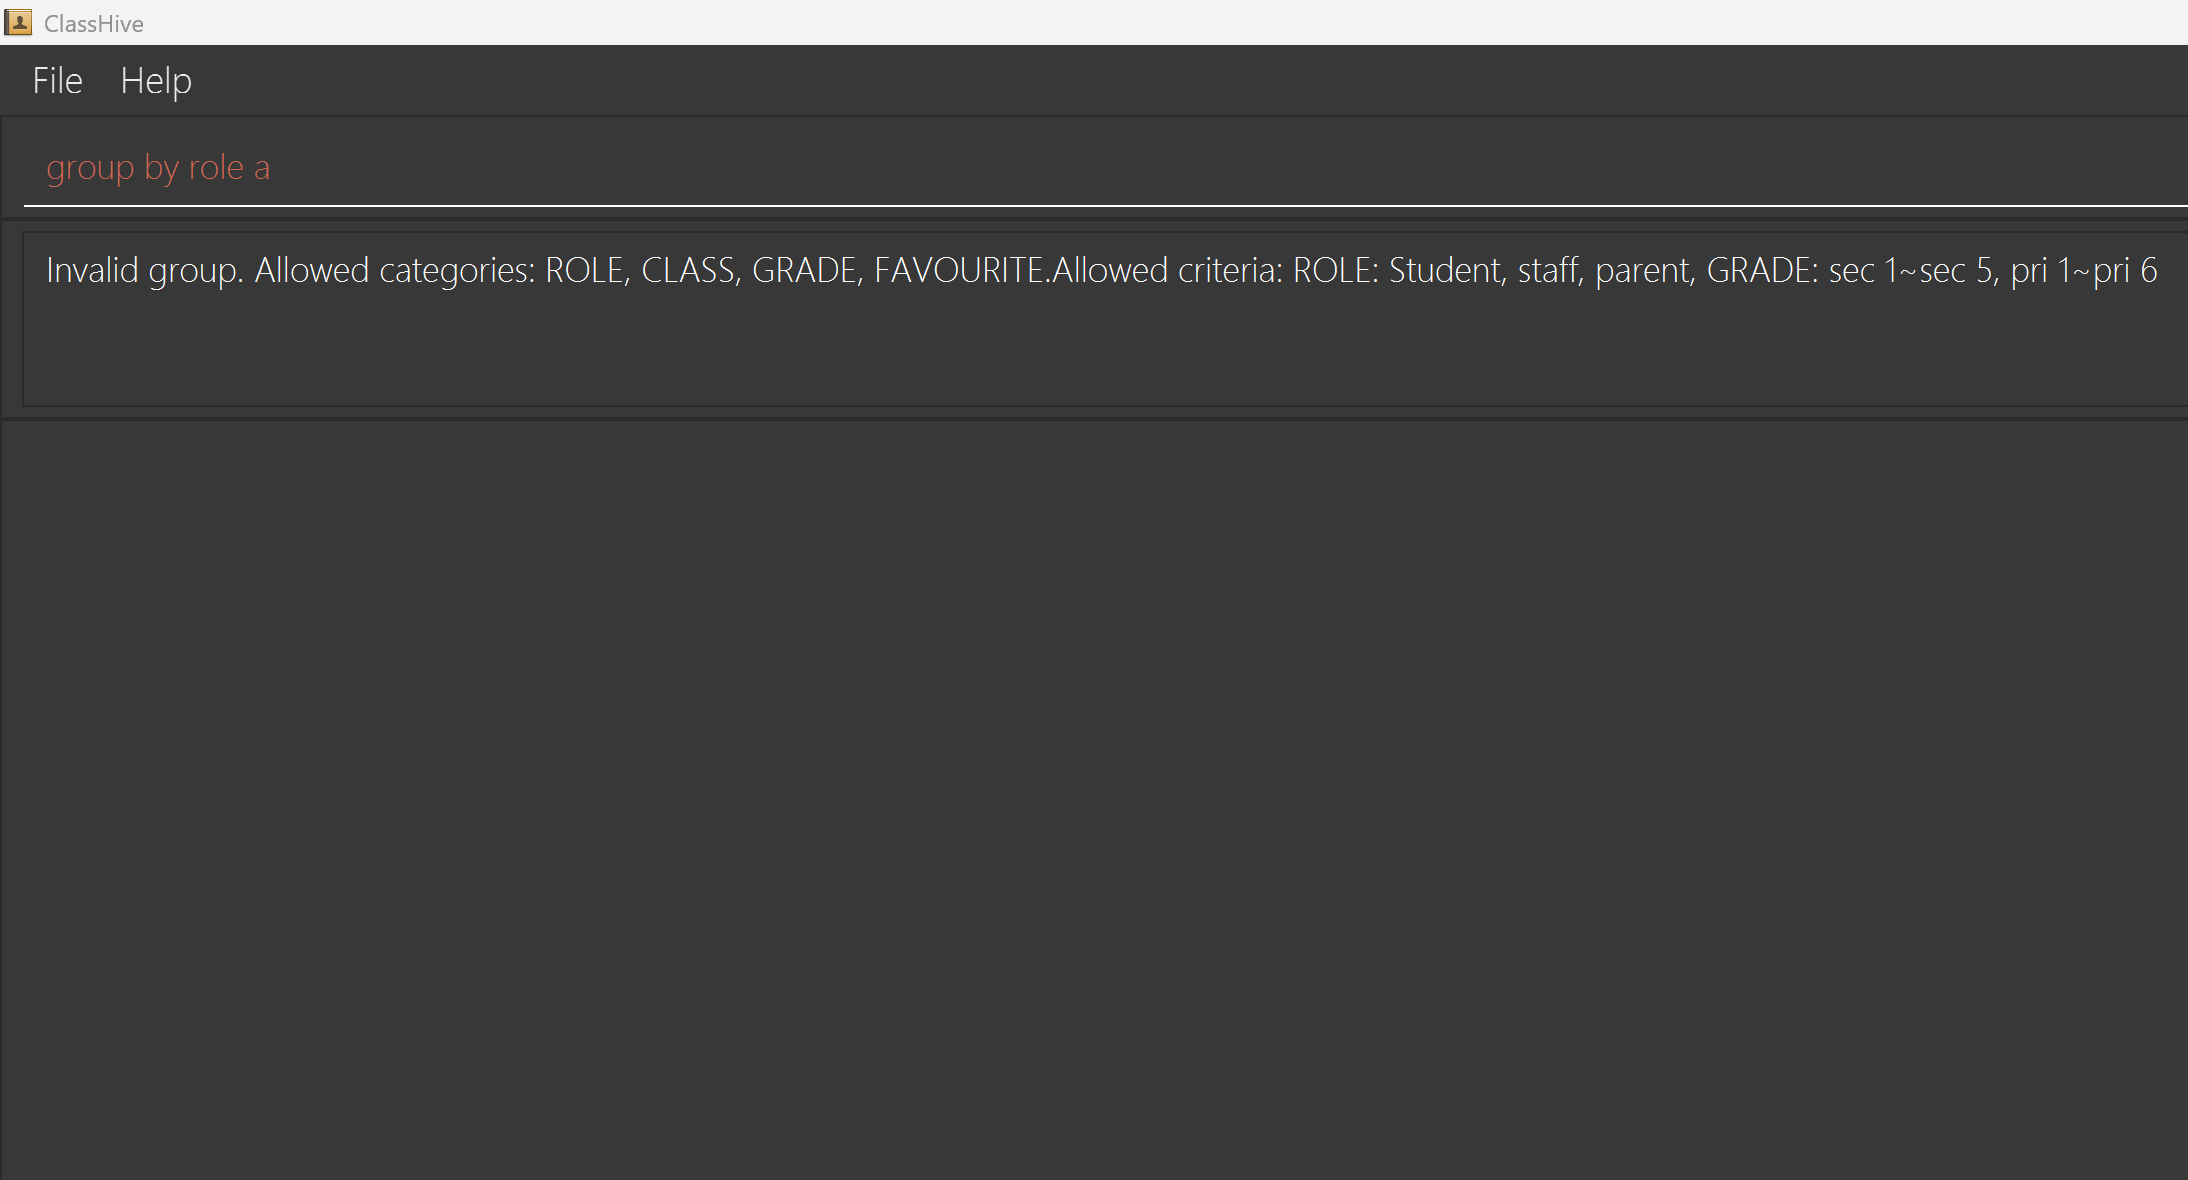 ClassHive
File Help
group by role a
Invalid group. Allowed categories: ROLE, CLASS, GRADE, FAVOURITE.Allowed criteria: ROLE: Student, staff, parent, GRADE: sec 1~sec 5, pri 1~pri 6